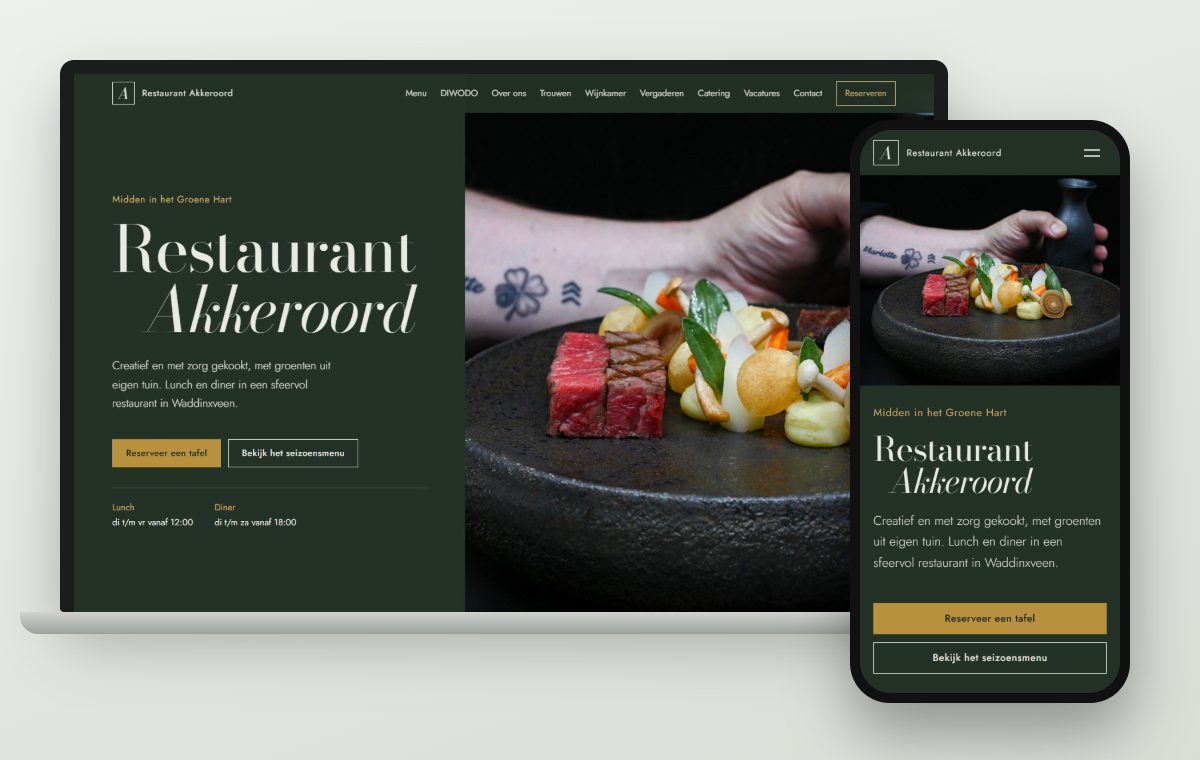 A Restaurant Akkeroord
Menu DIWODO Over ons Trouwen Wijnkamer Vergaderen Catering Vacatures Contact Reserveren
Midden in het Groene Hart
Restaurant
Akkeroord
Creatief en met zorg gekookt, met groenten uit
eigen tuin. Lunch en diner in een sfeervol
restaurant in Waddinxveen.
Reserveer een tafel
Bekijk het seizoensmenu
Lunch
di t/m vr vanaf 12:00
Diner
di t/m za vanaf 18:00
A Restaurant Akkeroord
Midden in het Groene Hart
Restaurant
Akkeroord
Creatief en met zorg gekookt, met groenten
uit eigen tuin. Lunch en diner in een
sfeervol restaurant in Waddinxveen.
Reserveer een tafel
Bekijk het seizoensmenu